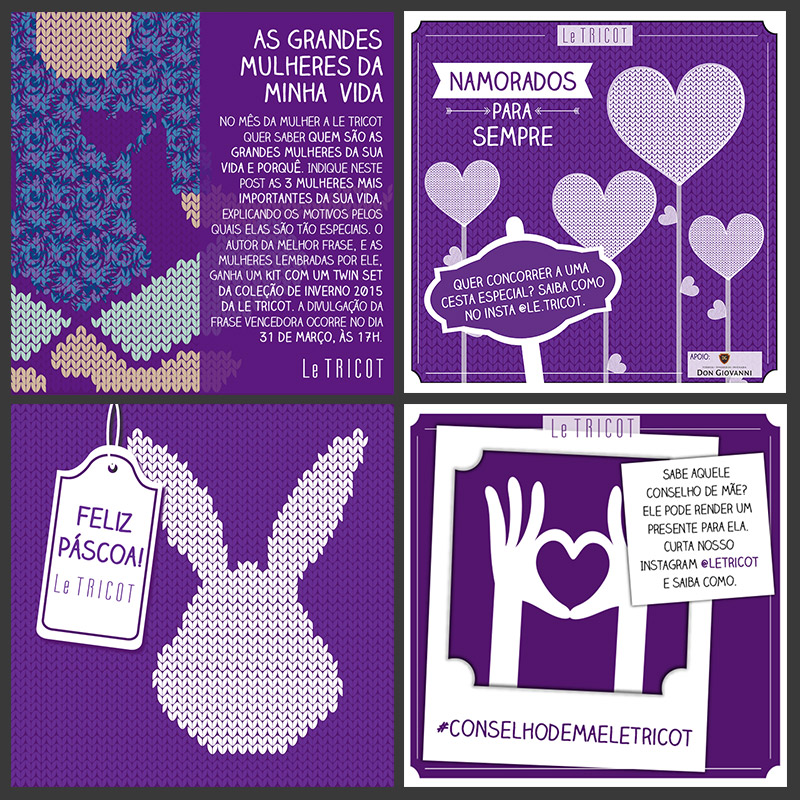 AS GRANDES
MULHERES DA
MINHA VIDA
NO MÊS DA MULHER A LE TRICOT
QUER SABER QUEM SÃO AS
GRANDES MULHERES DA SUA
VIDA E PORQUÊ. INDIQUE NESTE
POST AS 3 MULHERES MAIS
IMPORTANTES DA SUA VIDA,
EXPLICANDO OS MOTIVOS PELOS
QUAIS ELAS SÃO TÃO ESPECIAIS. O
AUTOR DA MELHOR FRASE, E AS
MULHERES LEMBRADAS POR ELE,
GANHA UM KIT COM UM TWIN SET
DA COLEÇÃO DE INVERNO 2015
DA LE TRICOT. A DIVULGAÇÃO DA
FRASE VENCEDORA OCORRE NO DIA
31 DE MARÇO, ÀS 17H.
Le TRICOT
Le TRICOT
NAMORADOS
PARA
SEMPRE
QUER CONCORRER A UMA
CESTA ESPECIAL? SAIBA COMO
NO INSTA @LE.TRICOT.
APOIO:
DON GIOVANNI
FELIZ
PÁSCOA!
Le TRICOT
Le TRICOT
SABE AQUELE
CONSELHO DE MÃE?
ELE PODE RENDER UM
PRESENTE PARA ELA.
CURTA NOSSO
INSTAGRAM @LETRICOT
E SAIBA COMO.
#CONSELHODEMAELETRICOT